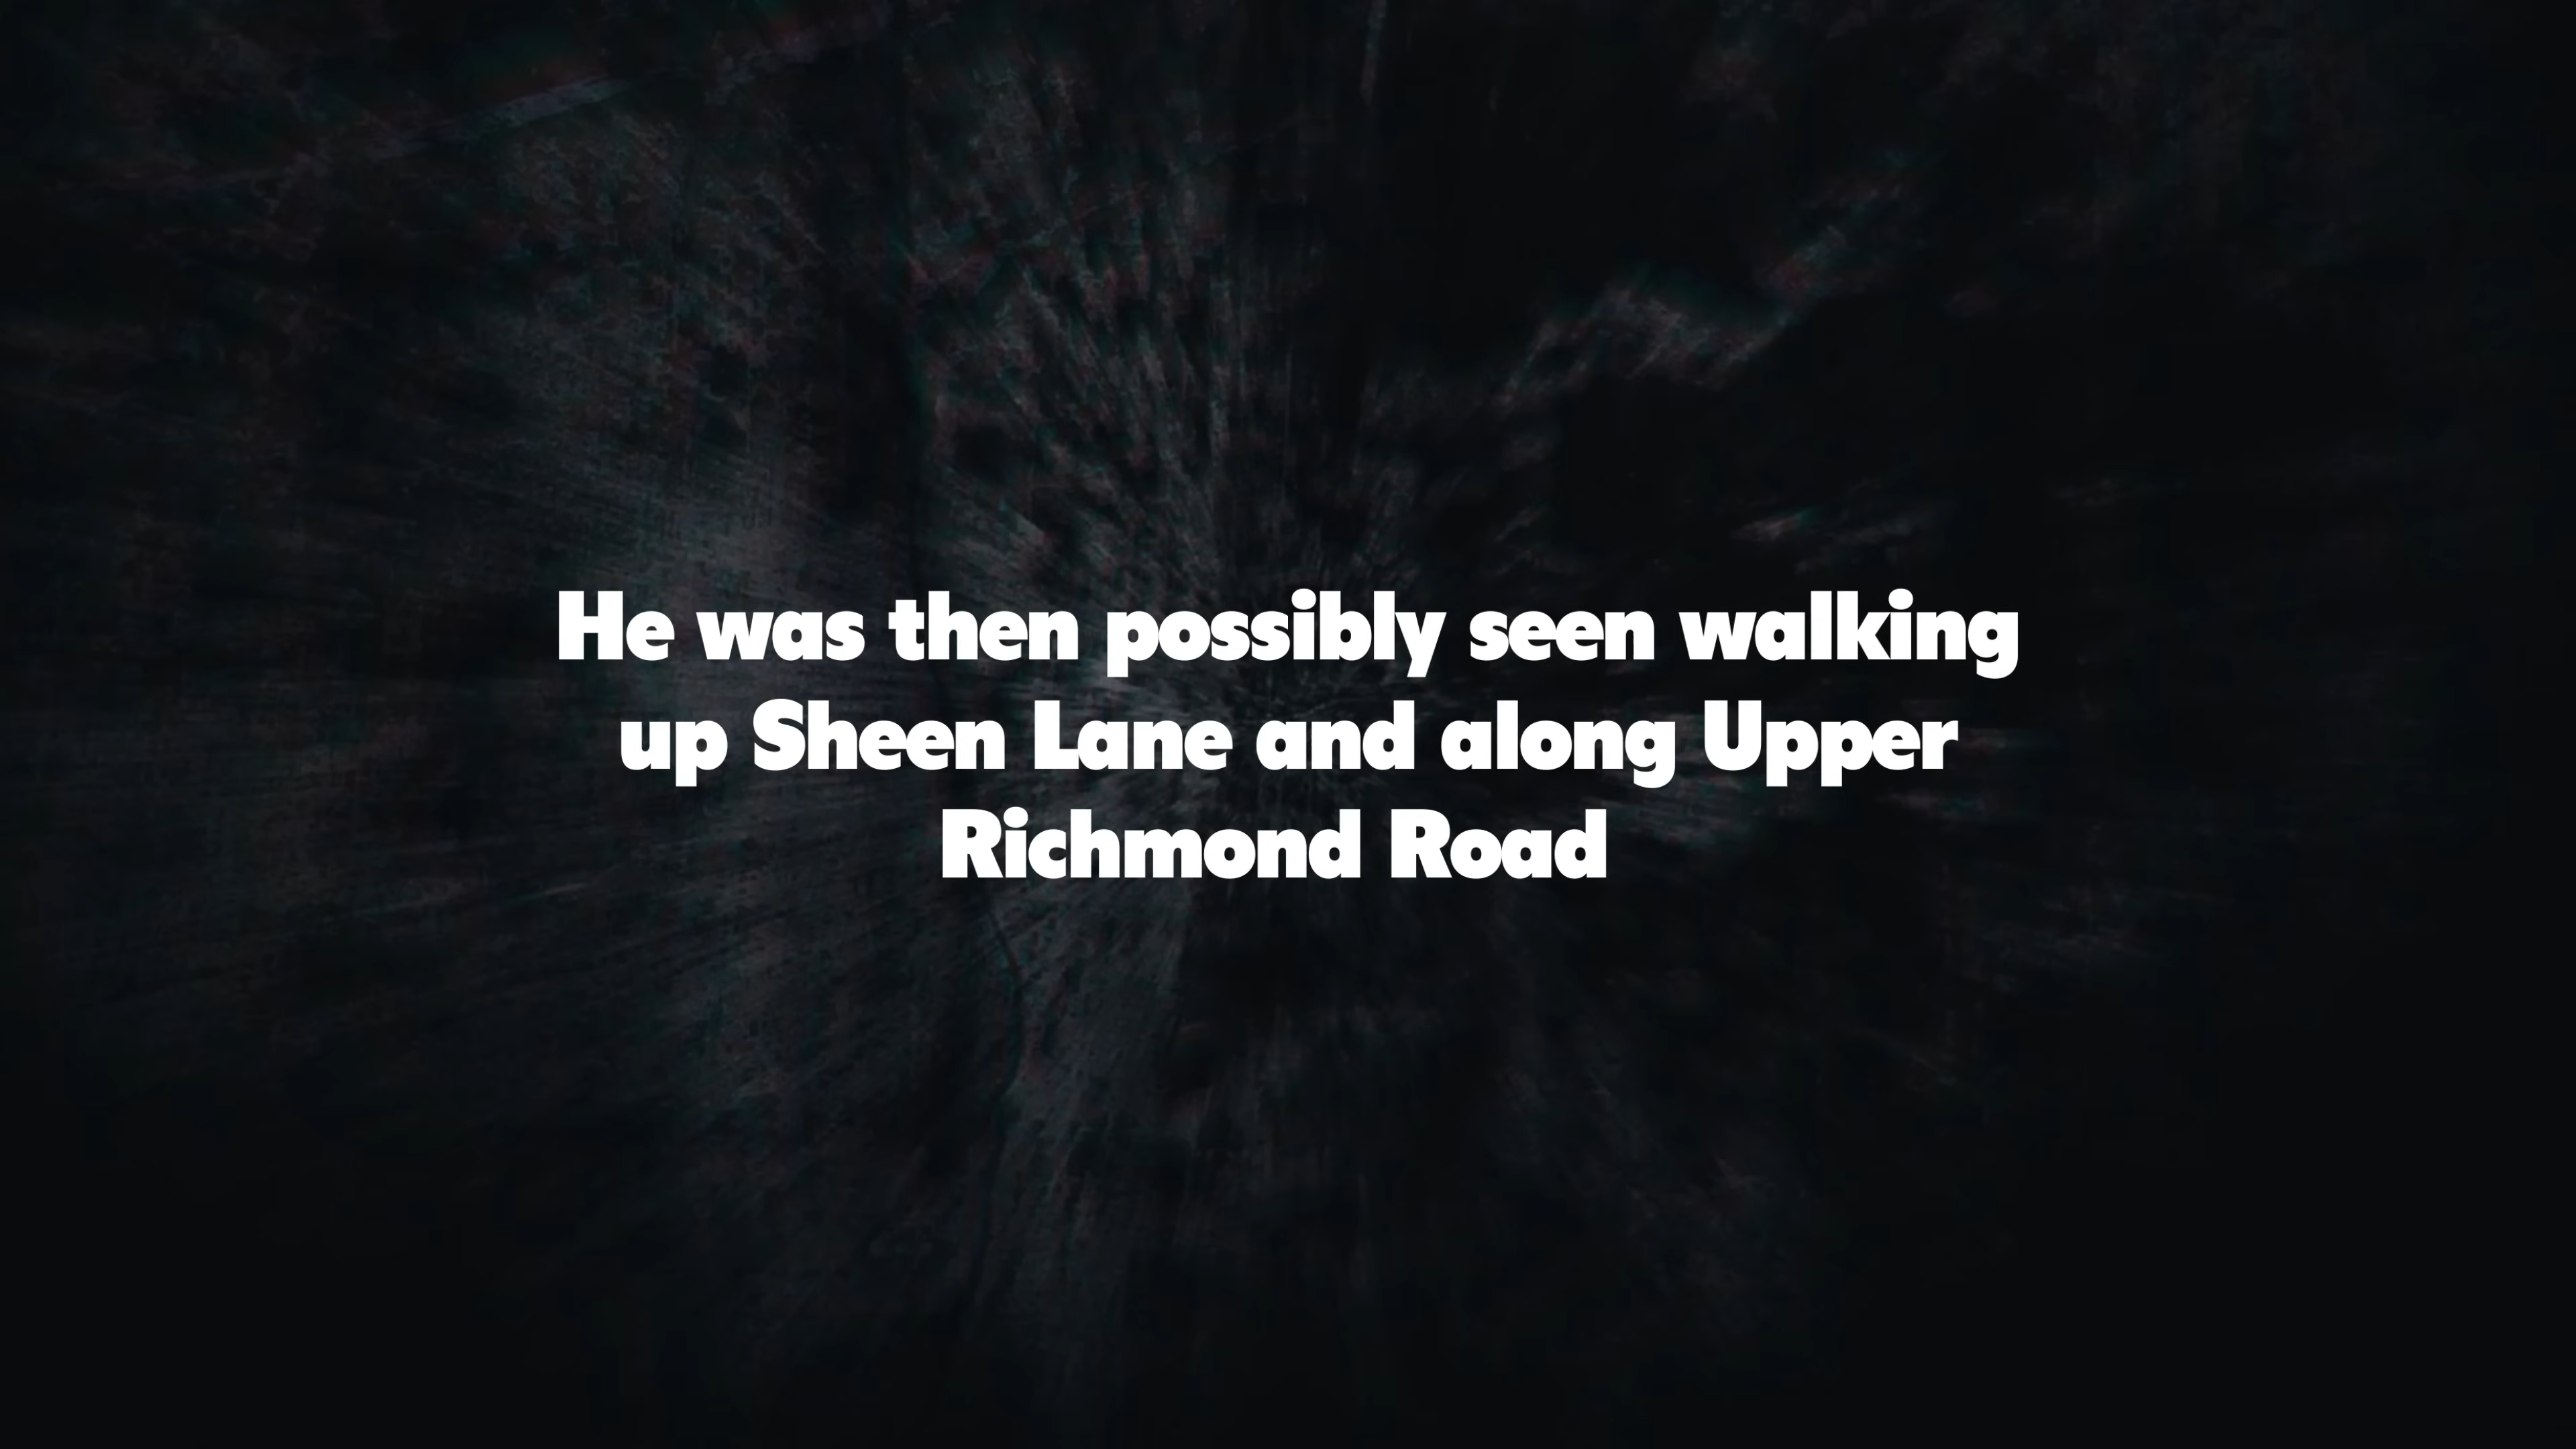 He was then possibly seen walking
up Sheen Lane and along Upper
Richmond Road